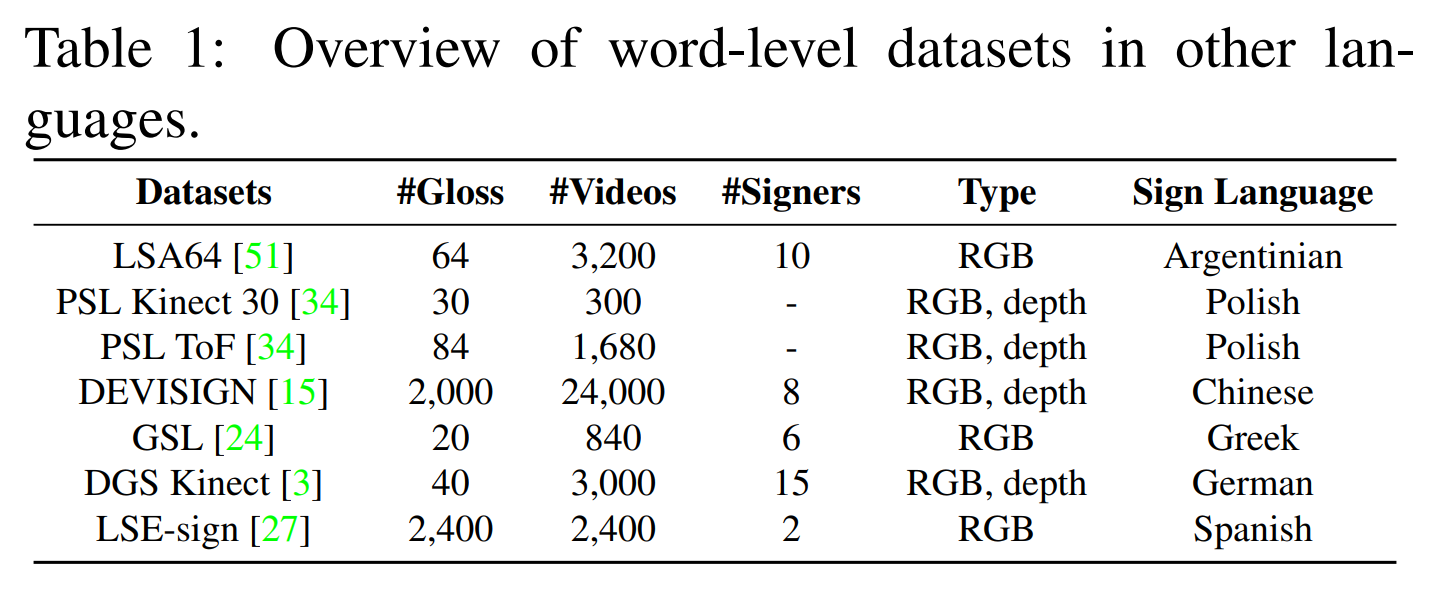 Table 1: Overview of word-level datasets in other lan-
guages.
Datasets #Gloss #Videos #Signers Type Sign Language
LSA64 [51] 64 3,200 10 RGB Argentinian
PSL Kinect 30 [34] 30 300 - RGB, depth Polish
PSL ToF [34] 84 1,680 - RGB, depth Polish
DEVISIGN [15] 2,000 24,000 8 RGB, depth Chinese
GSL [24] 20 840 6 RGB Greek
DGS Kinect [3] 40 3,000 15 RGB, depth German
LSE-sign [27] 2,400 2,400 2 RGB Spanish